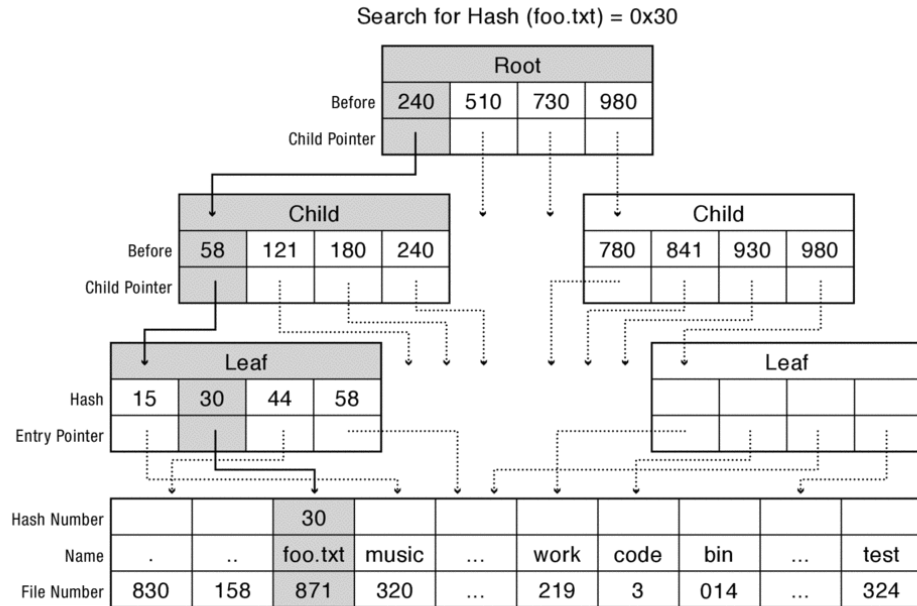 Search for Hash (foo.txt) = 0x30
Root
Before 240 510 730 980
Child Pointer
Child Child
Before 58 121 180 240 780 841 930 980
Child Pointer
Leaf Leaf
Hash 15 30 44 58
Entry Pointer
Hash Number 30
Name . .. foo.txt music ... work code bin ... test
File Number 830 158 871 320 ... 219 3 014 ... 324